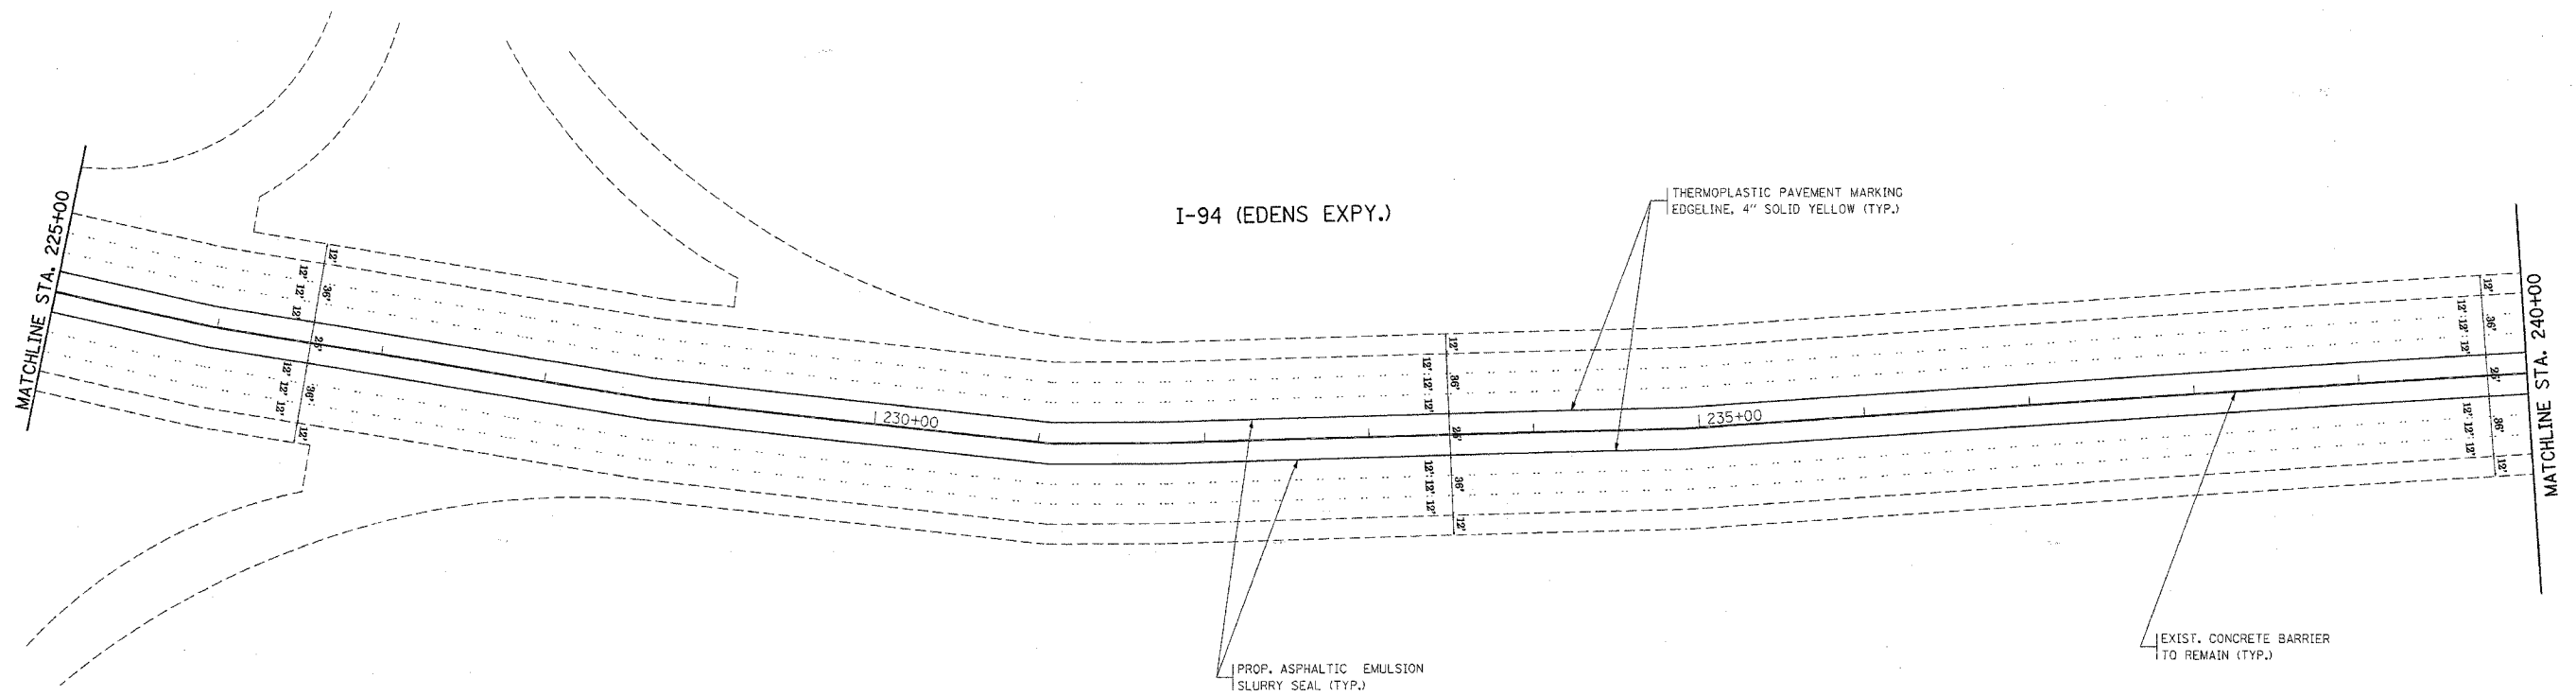 I-94 (EDENS EXPY.)
THERMOPLASTIC PAVEMENT MARKING
EDGELINE, 4" SOLID YELLOW (TYP.)
MATCHLINE STA. 225+00
12'
12' 12' 12'
36'
12' 12' 12'
36'
12'
230+00
12'
12' 12' 12'
36'
12' 12' 12'
36'
12'
235+00
12'
12' 12' 12'
36'
12' 12' 12'
36'
12'
MATCHLINE STA. 240+00
PROP. ASPHALTIC EMULSION
SLURRY SEAL (TYP.)
EXIST. CONCRETE BARRIER
TO REMAIN (TYP.)